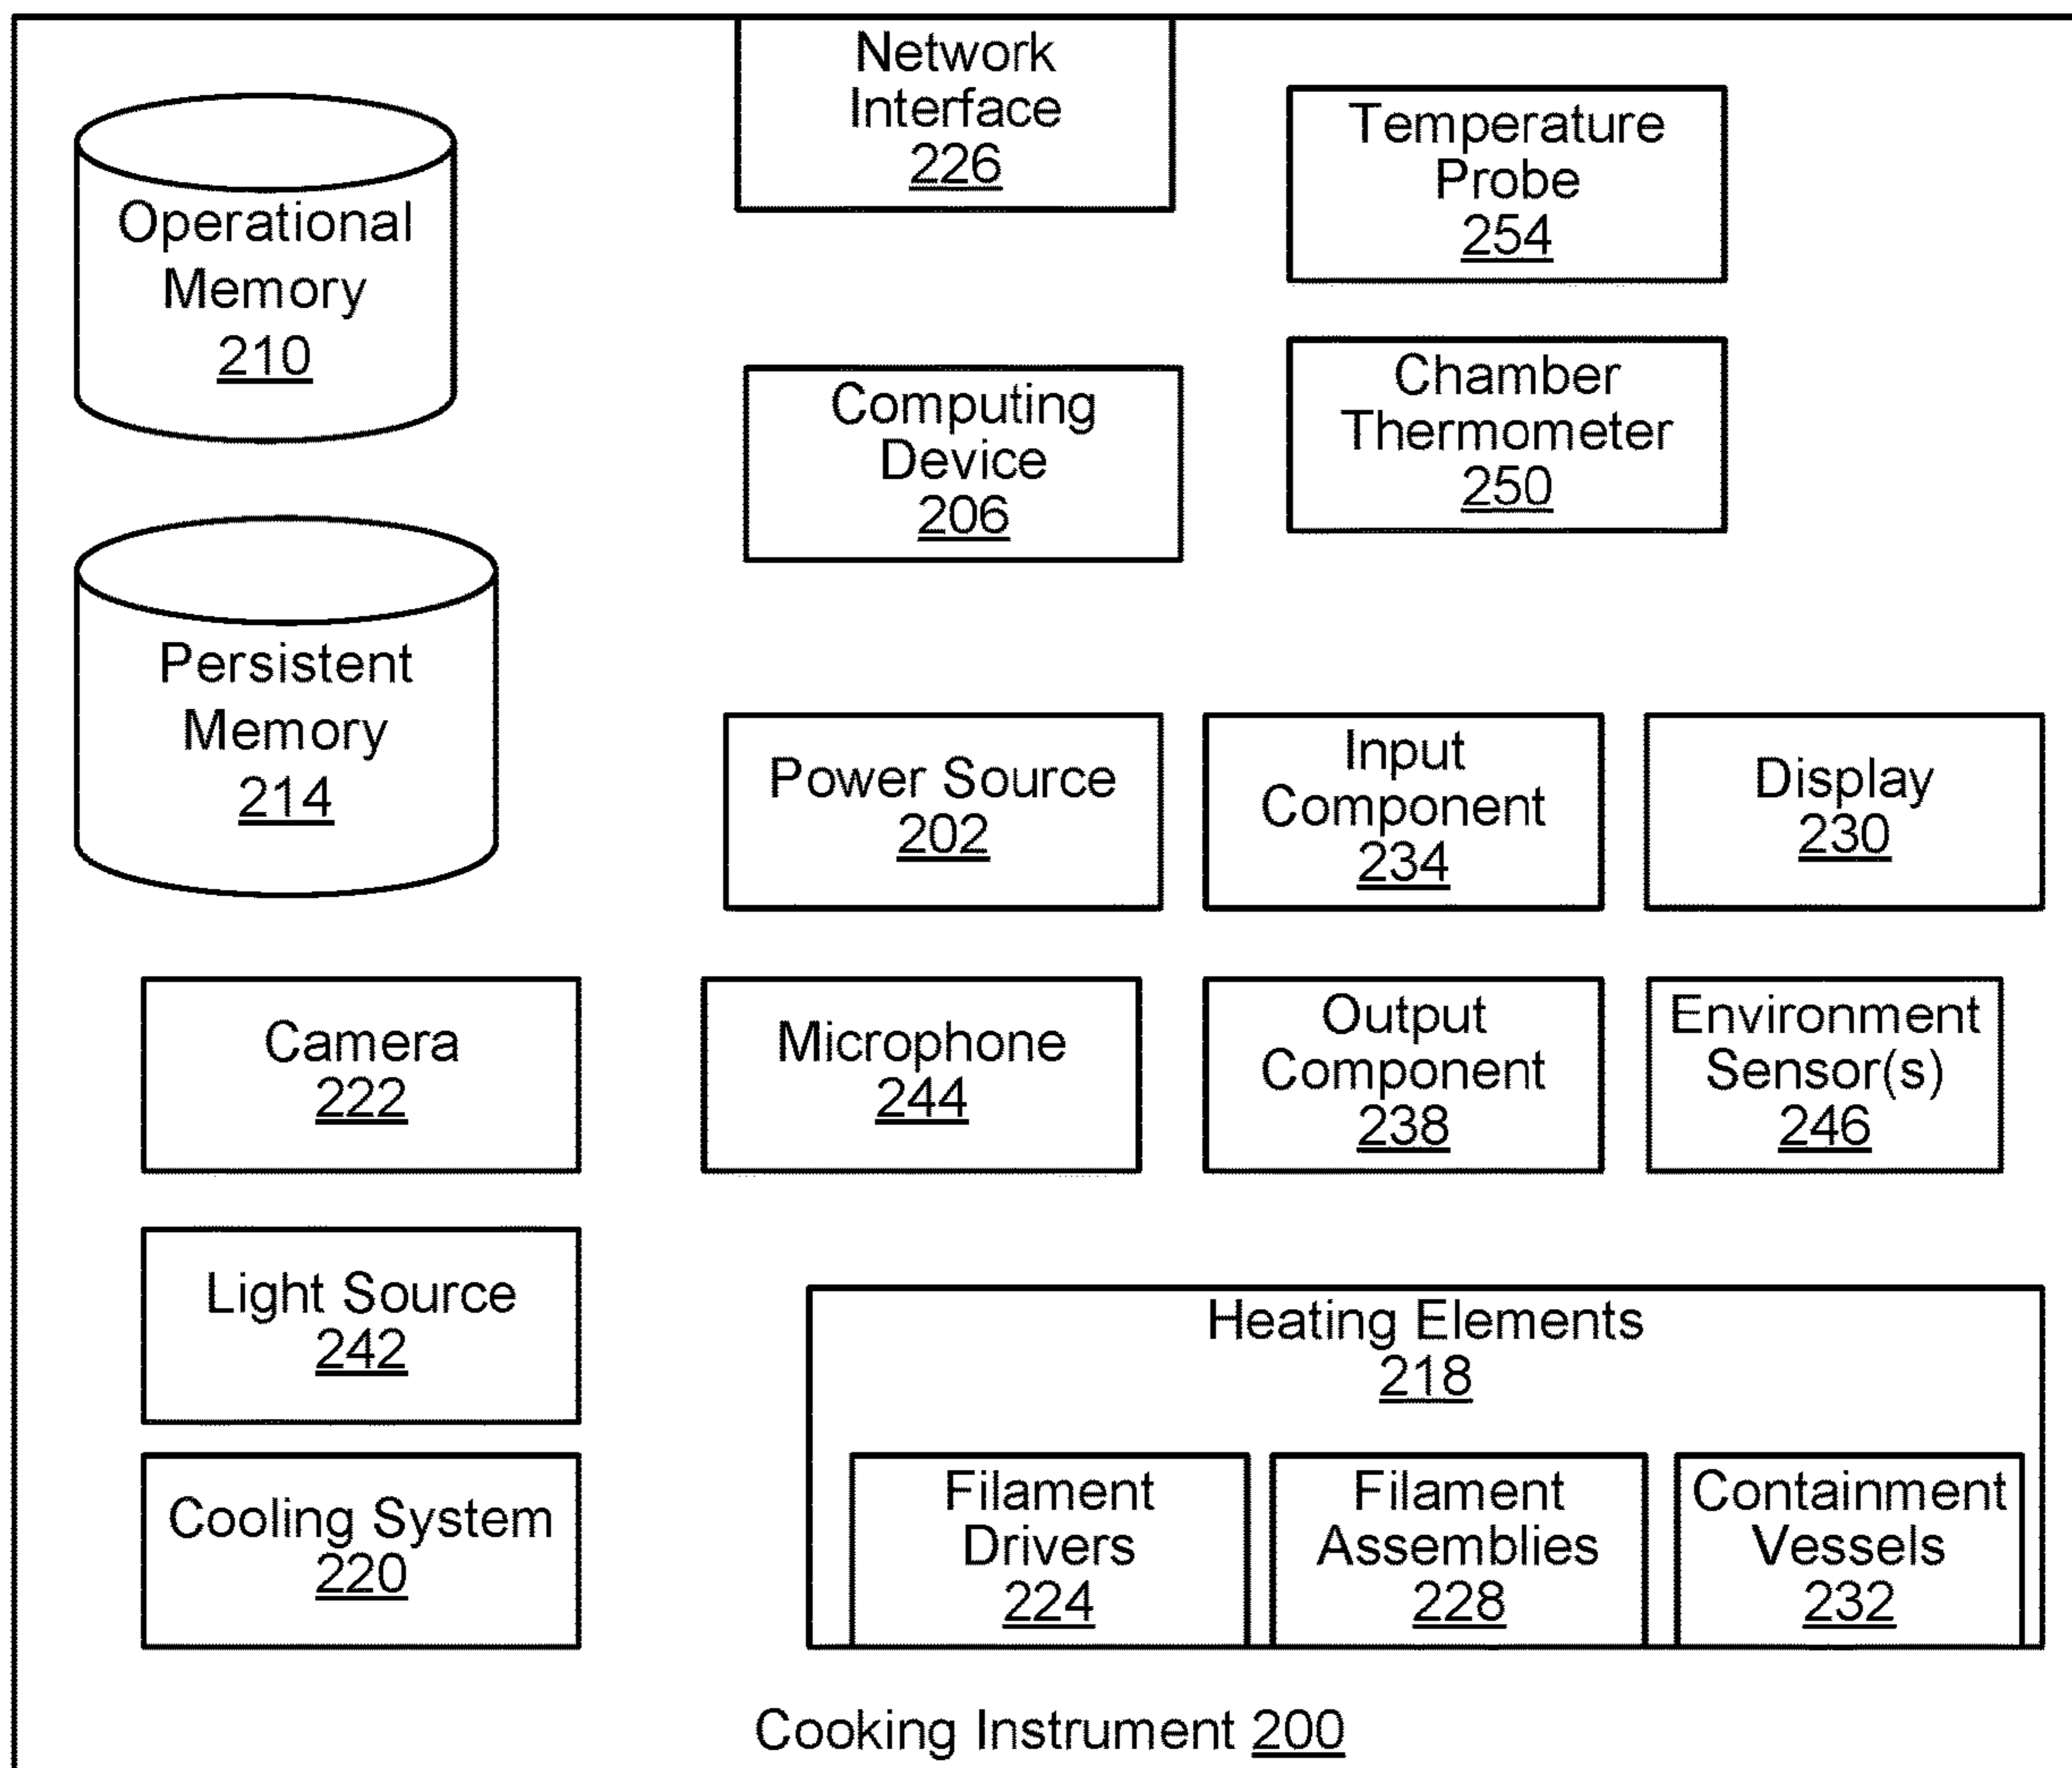 Network
Interface
226
Temperature
Probe
254
Operational
Memory
210
Computing
Device
206
Chamber
Thermometer
250
Persistent
Memory
214
Power Source
202
Input
Component
234
Display
230
Camera
222
Microphone
244
Output
Component
238
Environment
Sensor(s)
246
Light Source
242
Heating Elements
218
Cooling System
220
Filament
Drivers
224
Filament
Assemblies
228
Containment
Vessels
232
Cooking Instrument 200